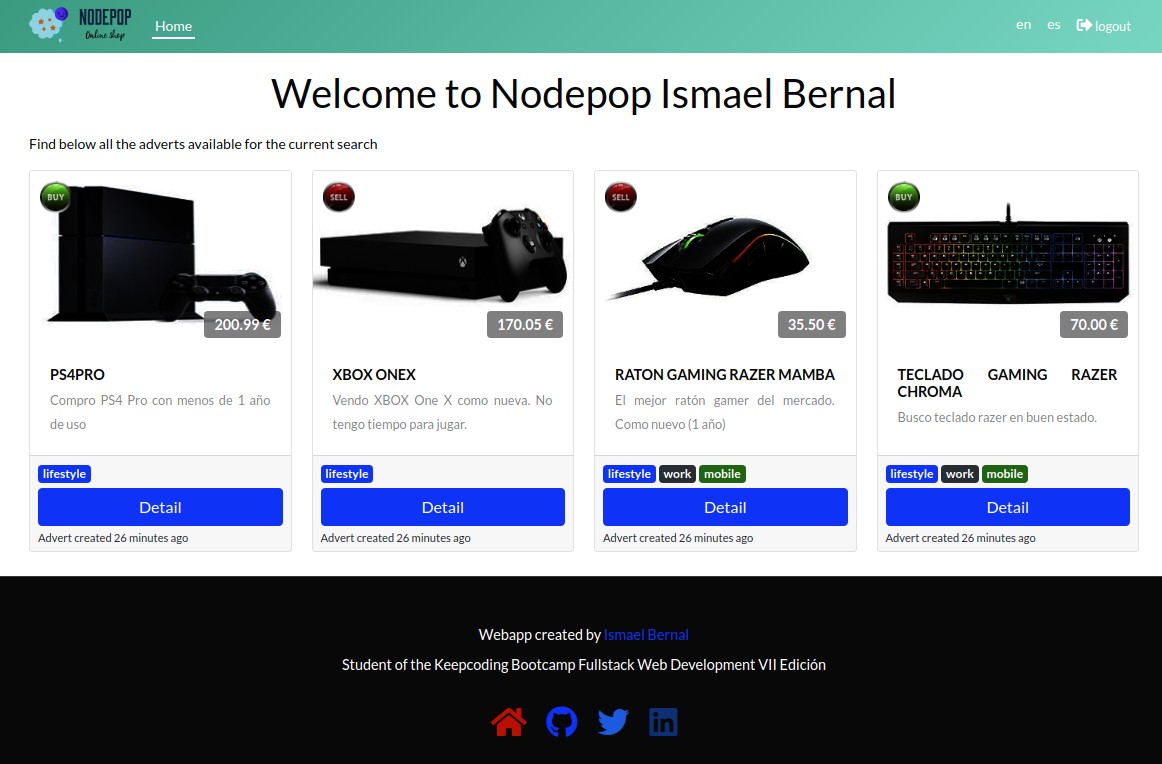 NODEPOP
Online shop
Home
en es logout
Welcome to Nodepop Ismael Bernal
Find below all the adverts available for the current search
BUY
200.99 €
PS4PRO
Compro PS4 Pro con menos de 1 año
de uso
lifestyle
Detail
Advert created 26 minutes ago
SELL
170.05 €
XBOX ONEX
Vendo XBOX One X como nueva. No
tengo tiempo para jugar.
lifestyle
Detail
Advert created 26 minutes ago
SELL
35.50 €
RATON GAMING RAZER MAMBA
El mejor ratón gamer del mercado.
Como nuevo (1 año)
lifestyle work mobile
Detail
Advert created 26 minutes ago
BUY
70.00 €
TECLADO GAMING RAZER
CHROMA
Busco teclado razer en buen estado.
lifestyle work mobile
Detail
Advert created 26 minutes ago
Webapp created by Ismael Bernal
Student of the Keepcoding Bootcamp Fullstack Web Development VII Edición
in